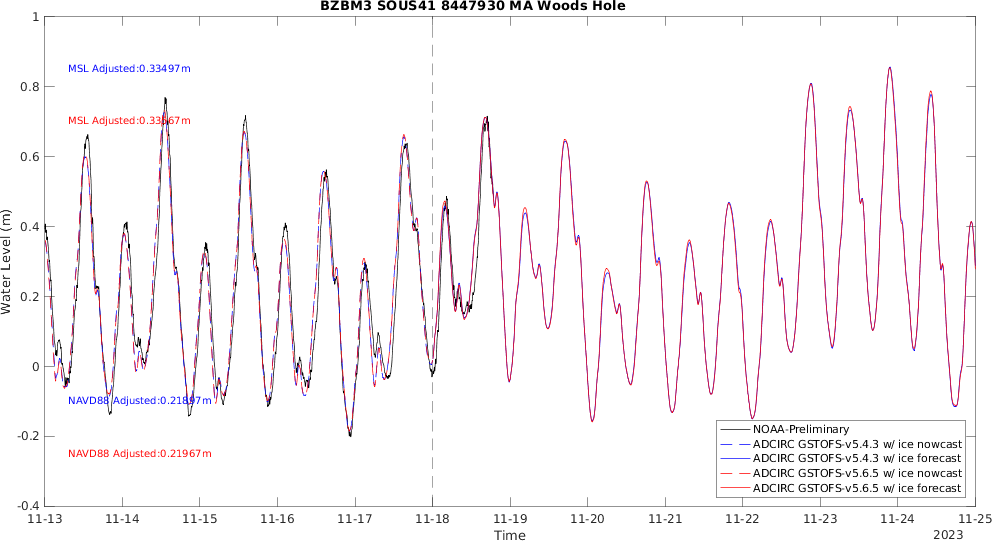 BZBM3 SOUS41 8447930 MA Woods Hole
1
0.8
0.6
0.4
0.2
0
-0.2
-0.4
Water Level (m)
MSL Adjusted:0.33497m
MSL Adjusted:0.33567m
NAVD88 Adjusted:0.21897m
NAVD88 Adjusted:0.21967m
NOAA-Preliminary
ADCIRC GSTOFS-v5.4.3 w/ ice nowcast
ADCIRC GSTOFS-v5.4.3 w/ ice forecast
ADCIRC GSTOFS-v5.6.5 w/ ice nowcast
ADCIRC GSTOFS-v5.6.5 w/ ice forecast
11-13 11-14 11-15 11-16 11-17 11-18 11-19 11-20 11-21 11-22 11-23 11-24 11-25
Time
2023